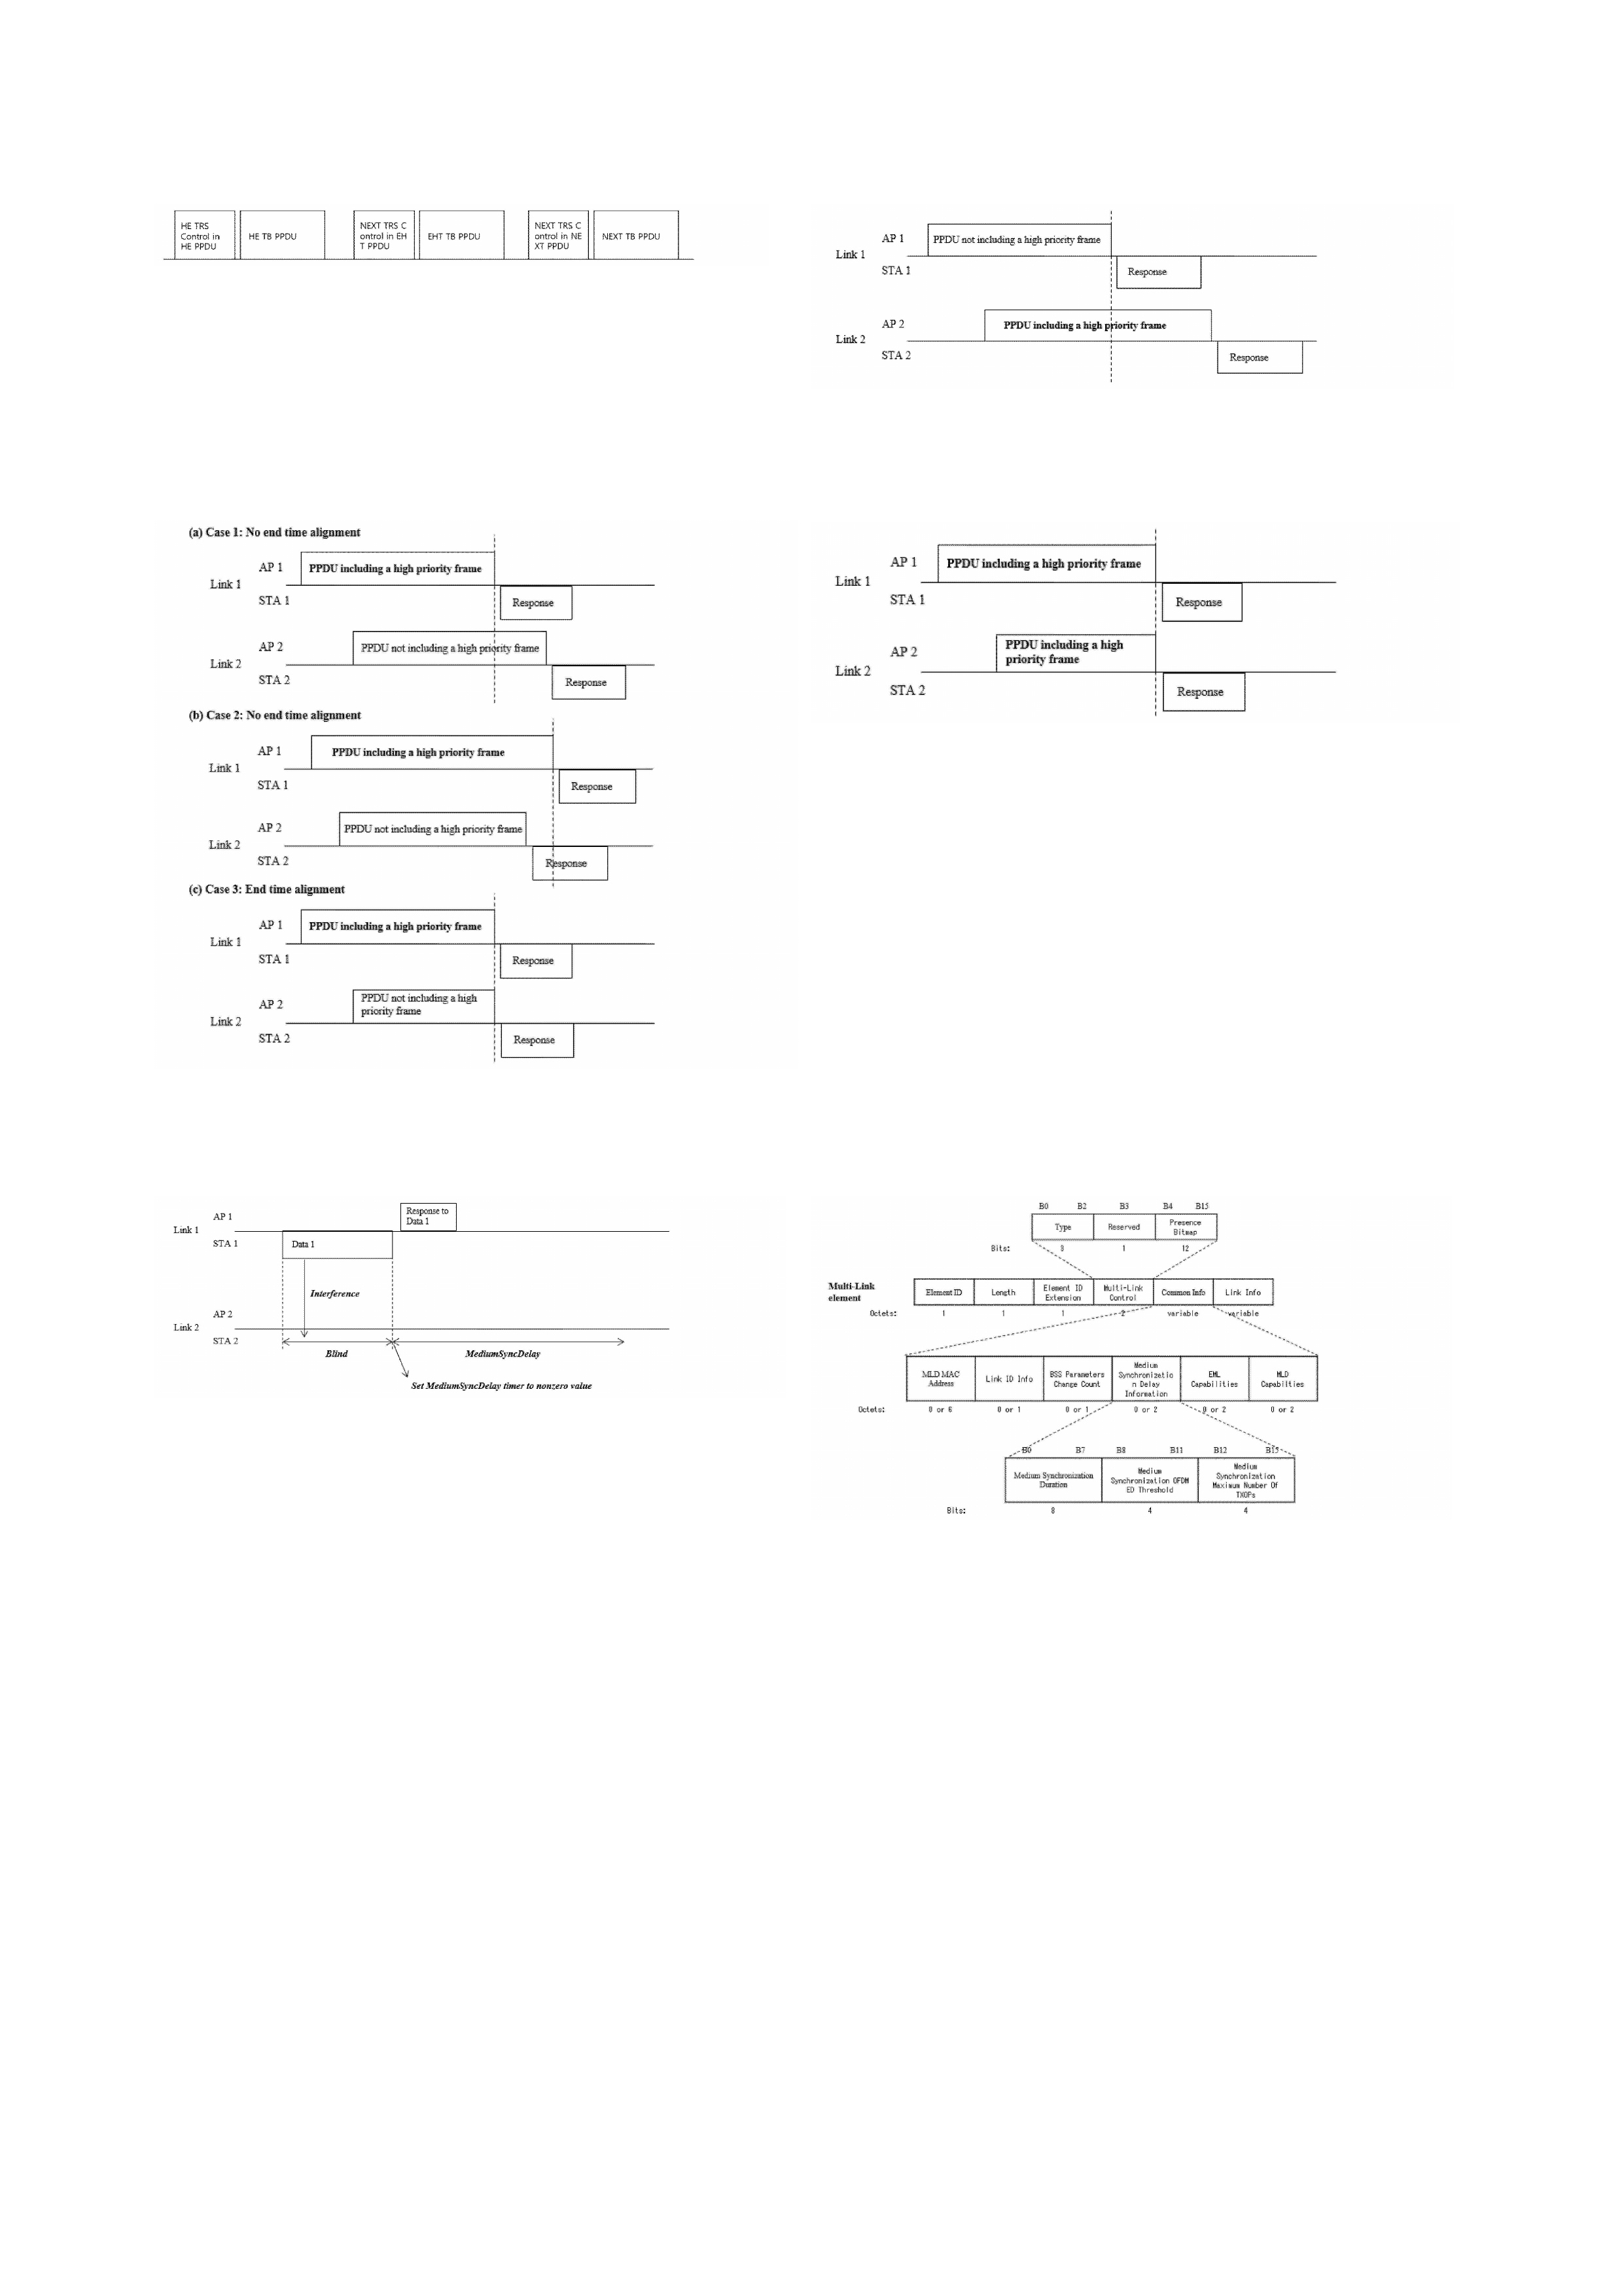 HE TRS
Control in
HE PPDU
HE TB PPDU
NEXT TRS C
ontrol in EH
T PPDU
EHT TB PPDU
NEXT TRS C
ontrol in NE
XT PPDU
NEXT TB PPDU
AP 1
PPDU not including a high priority frame
Link 1
STA 1
Response
AP 2
PPDU including a high priority frame
Link 2
STA 2
Response
(a) Case 1: No end time alignment
AP 1
PPDU including a high priority frame
Link 1
STA 1
Response
AP 2
PPDU not including a high priority frame
Link 2
STA 2
Response
(b) Case 2: No end time alignment
AP 1
PPDU including a high priority frame
Link 1
STA 1
Response
AP 2
PPDU not including a high priority frame
Link 2
STA 2
Response
(c) Case 3: End time alignment
AP 1
PPDU including a high priority frame
Link 1
STA 1
Response
AP 2
PPDU not including a high
priority frame
Link 2
STA 2
Response
AP 1
PPDU including a high priority frame
Link 1
STA 1
Response
AP 2
PPDU including a high
priority frame
Link 2
STA 2
Response
AP 1
Response to
Data 1
Link 1
STA 1
Data 1
Interference
AP 2
Link 2
STA 2
Blind
MediumSyncDelay
Set MediumSyncDelay timer to nonzero value
B0 B2 B3 B4 B15
Type
Reserved
Presence
Bitmap
Bits: 3 1 12
Multi-Link
element
Element ID
Length
Element ID
Extension
Multi-Link
Control
Common Info
Link Info
Octets: 1 1 1 2 variable variable
MLD MAC
Address
Link ID Info
BSS Parameters
Change Count
Medium
Synchronizatio
n Delay
Information
EML
Capabilities
MLD
Capabilities
Octets: 0 or 6 0 or 1 0 or 1 0 or 2 0 or 2 0 or 2
B0 B7 B8 B11 B12 B15
Medium Synchronization
Duration
Medium
Synchronization OFDM
ED Threshold
Medium
Synchronization
Maximum Number Of
TXOPs
Bits: 8 4 4